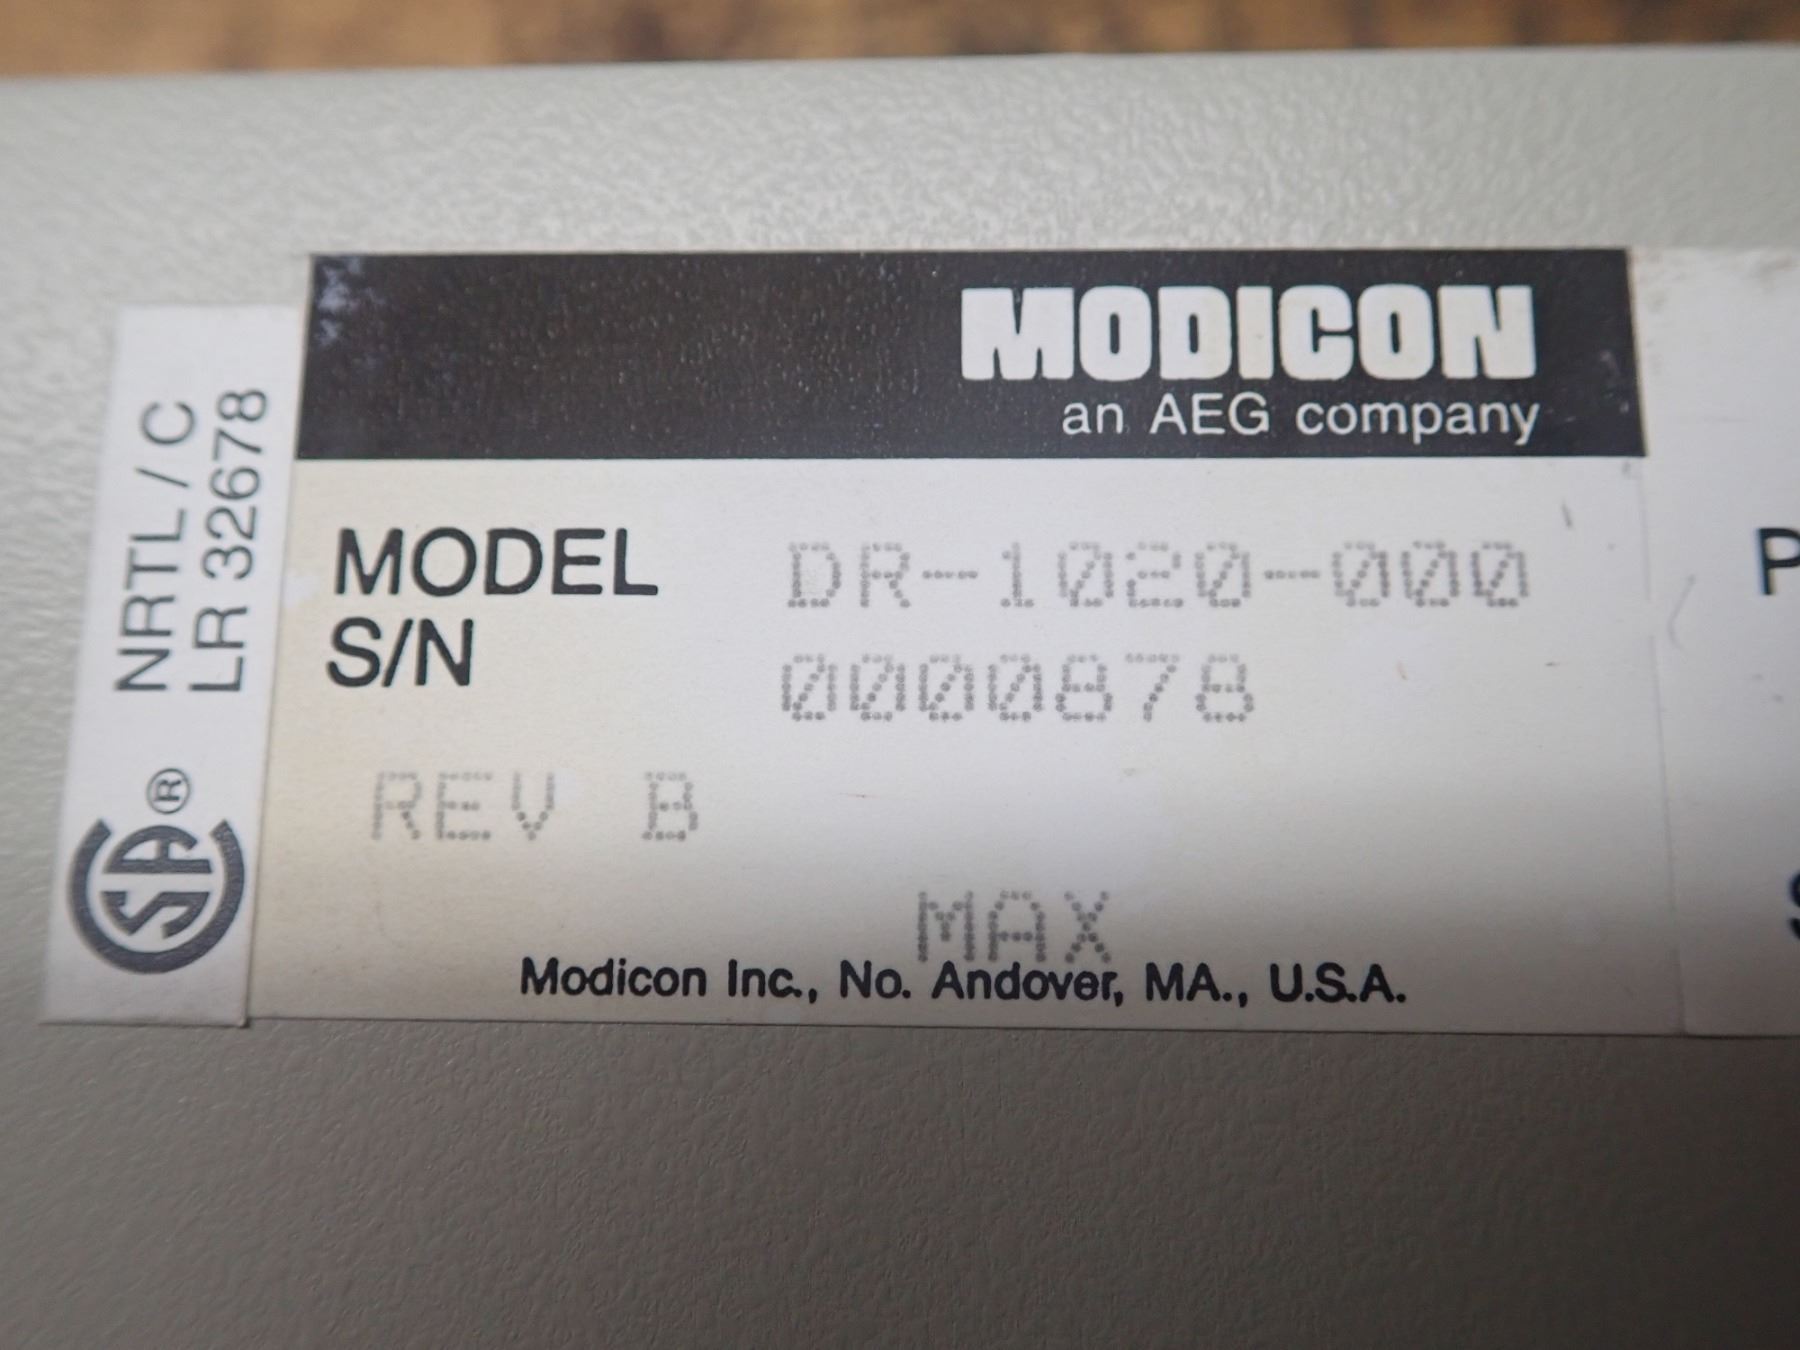 MODICON
an AEG company
NRTL / C
LR 32678
SA®
MODEL DR-1020-000
S/N 0000878
REV B
MAX
Modicon Inc., No. Andover, MA., U.S.A.
P